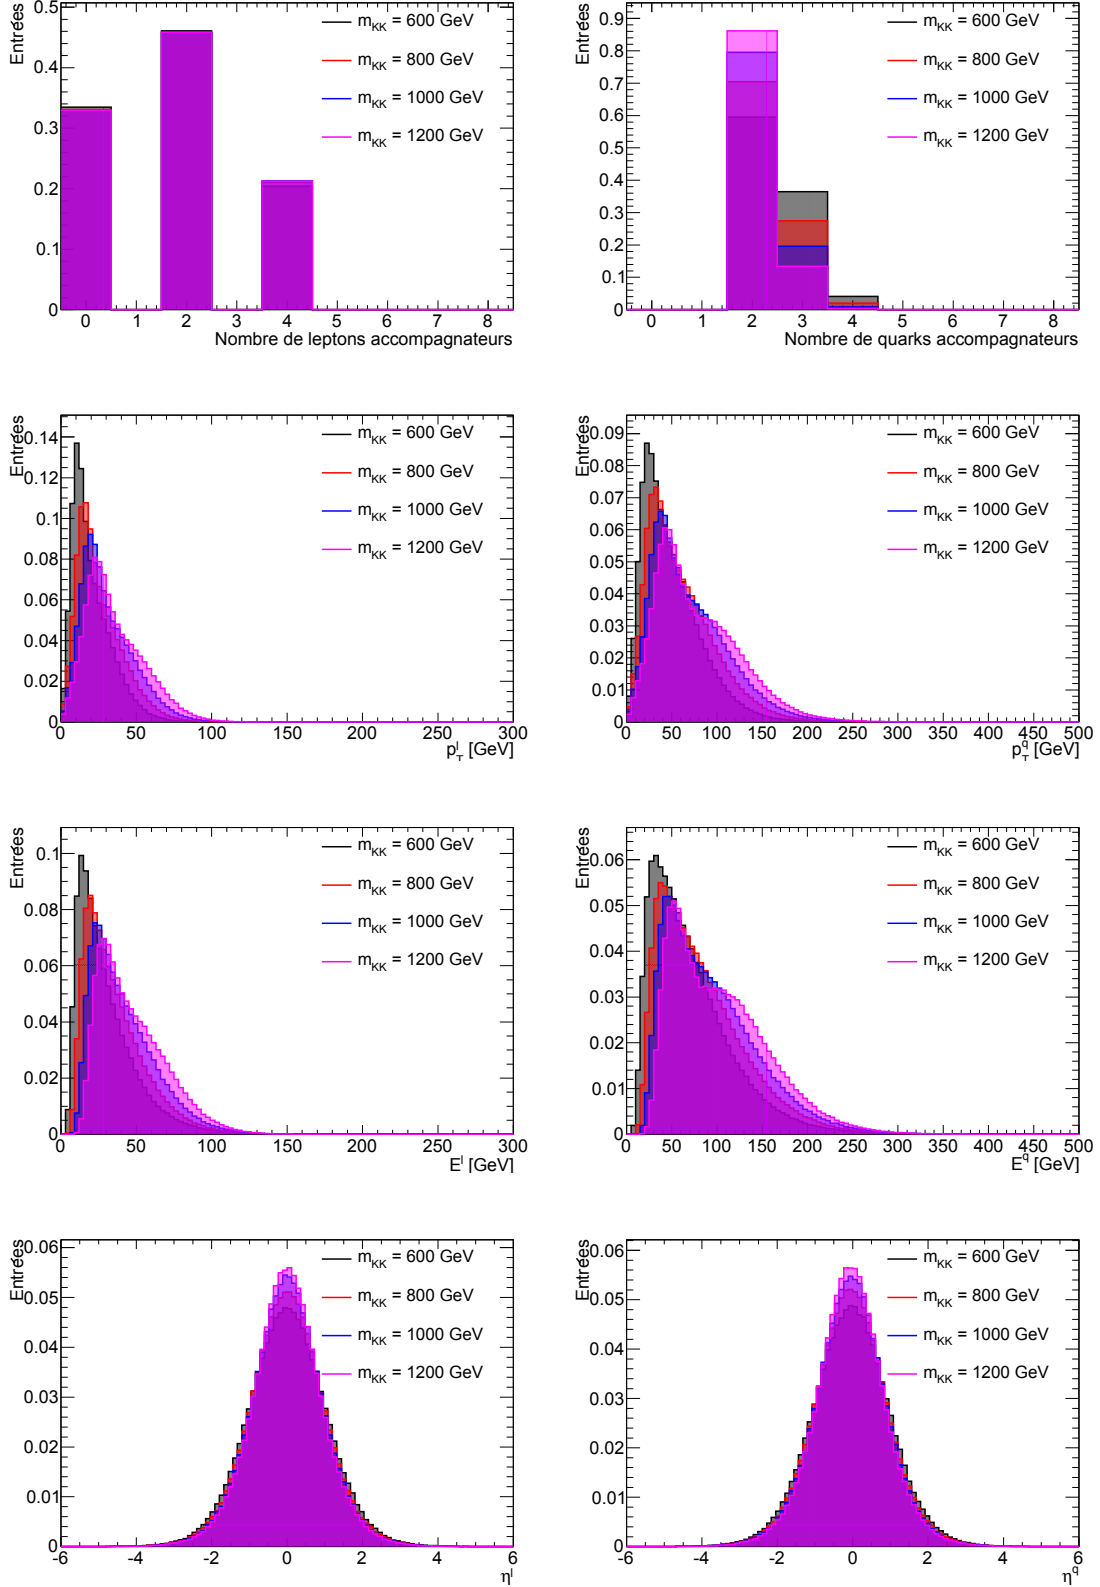 Entrées
0.5
0.4
0.3
0.2
0.1
0
m_KK = 600 GeV
m_KK = 800 GeV
m_KK = 1000 GeV
m_KK = 1200 GeV
0 1 2 3 4 5 6 7 8
Nombre de leptons accompagnateurs
Entrées
0.9
0.8
0.7
0.6
0.5
0.4
0.3
0.2
0.1
0
m_KK = 600 GeV
m_KK = 800 GeV
m_KK = 1000 GeV
m_KK = 1200 GeV
0 1 2 3 4 5 6 7 8
Nombre de quarks accompagnateurs
Entrées
0.14
0.12
0.1
0.08
0.06
0.04
0.02
0
m_KK = 600 GeV
m_KK = 800 GeV
m_KK = 1000 GeV
m_KK = 1200 GeV
0 50 100 150 200 250 300
p_T^l [GeV]
Entrées
0.09
0.08
0.07
0.06
0.05
0.04
0.03
0.02
0.01
0
m_KK = 600 GeV
m_KK = 800 GeV
m_KK = 1000 GeV
m_KK = 1200 GeV
0 50 100 150 200 250 300 350 400 450 500
p_T^q [GeV]
Entrées
0.1
0.08
0.06
0.04
0.02
0
m_KK = 600 GeV
m_KK = 800 GeV
m_KK = 1000 GeV
m_KK = 1200 GeV
0 50 100 150 200 250 300
E^l [GeV]
Entrées
0.06
0.05
0.04
0.03
0.02
0.01
0
m_KK = 600 GeV
m_KK = 800 GeV
m_KK = 1000 GeV
m_KK = 1200 GeV
0 50 100 150 200 250 300 350 400 450 500
E^q [GeV]
Entrées
0.06
0.05
0.04
0.03
0.02
0.01
0
m_KK = 600 GeV
m_KK = 800 GeV
m_KK = 1000 GeV
m_KK = 1200 GeV
-6 -4 -2 0 2 4 6
η^l
Entrées
0.06
0.05
0.04
0.03
0.02
0.01
0
m_KK = 600 GeV
m_KK = 800 GeV
m_KK = 1000 GeV
m_KK = 1200 GeV
-6 -4 -2 0 2 4 6
η^q